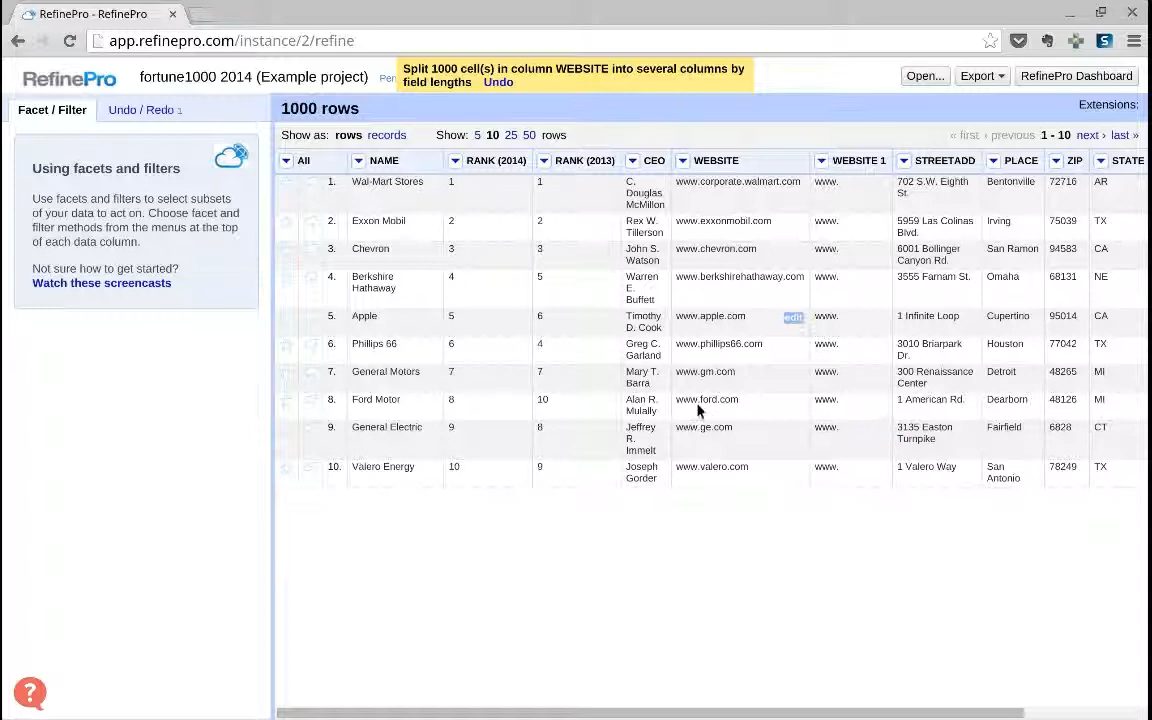 RefinePro - RefinePro ×
app.refinepro.com/instance/2/refine
RefinePro fortune1000 2014 (Example project)
Split 1000 cell(s) in column WEBSITE into several columns by
field lengths Undo
Open... Export RefinePro Dashboard
Facet / Filter Undo / Redo 1
1000 rows Extensions:
Show as: rows records Show: 5 10 25 50 rows « first ‹ previous 1 - 10 next › last »
Using facets and filters
Use facets and filters to select subsets
of your data to act on. Choose facet and
filter methods from the menus at the top
of each data column.
Not sure how to get started?
Watch these screencasts
All NAME RANK (2014) RANK (2013) CEO WEBSITE WEBSITE 1 STREETADD PLACE ZIP STATE
1. Wal-Mart Stores 1 1 C. Douglas McMillon www.corporate.walmart.com www. 702 S.W. Eighth St. Bentonville 72716 AR
2. Exxon Mobil 2 2 Rex W. Tillerson www.exxonmobil.com www. 5959 Las Colinas Blvd. Irving 75039 TX
3. Chevron 3 3 John S. Watson www.chevron.com www. 6001 Bollinger Canyon Rd. San Ramon 94583 CA
4. Berkshire Hathaway 4 5 Warren E. Buffett www.berkshirehathaway.com www. 3555 Farnam St. Omaha 68131 NE
5. Apple 5 6 Timothy D. Cook www.apple.com edit www. 1 Infinite Loop Cupertino 95014 CA
6. Phillips 66 6 4 Greg C. Garland www.phillips66.com www. 3010 Briarpark Dr. Houston 77042 TX
7. General Motors 7 7 Mary T. Barra www.gm.com www. 300 Renaissance Center Detroit 48265 MI
8. Ford Motor 8 10 Alan R. Mulally www.ford.com www. 1 American Rd. Dearborn 48126 MI
9. General Electric 9 8 Jeffrey R. Immelt www.ge.com www. 3135 Easton Turnpike Fairfield 6828 CT
10. Valero Energy 10 9 Joseph Gorder www.valero.com www. 1 Valero Way San Antonio 78249 TX
?